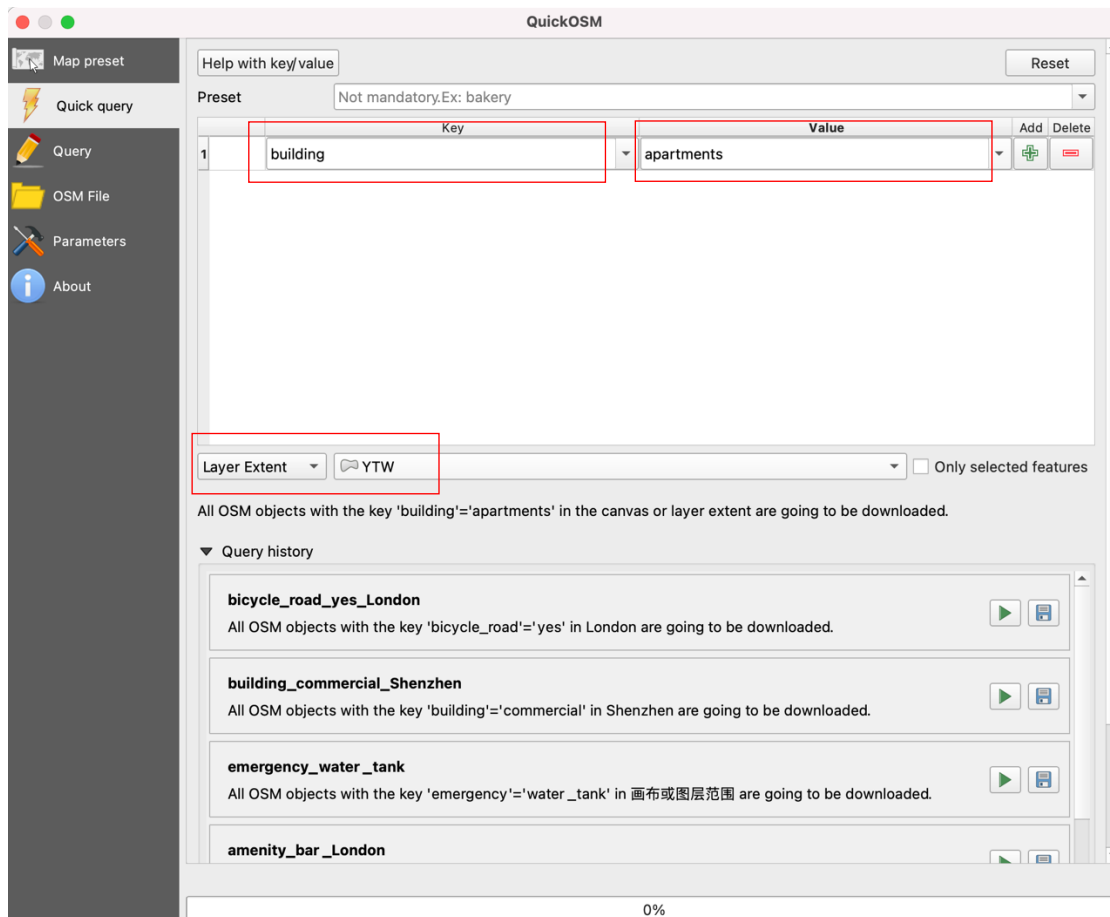 QuickOSM
Map preset
Quick query
Query
OSM File
Parameters
About
Help with key/value
Reset
Preset
Not mandatory.Ex: bakery
Key
Value
Add
Delete
1
building
apartments
Layer Extent
YTW
Only selected features
All OSM objects with the key 'building'='apartments' in the canvas or layer extent are going to be downloaded.
Query history
bicycle_road_yes_London
All OSM objects with the key 'bicycle_road'='yes' in London are going to be downloaded.
building_commercial_Shenzhen
All OSM objects with the key 'building'='commercial' in Shenzhen are going to be downloaded.
emergency_water_tank
All OSM objects with the key 'emergency'='water_tank' in 画布或图层范围 are going to be downloaded.
amenity_bar_London
0%